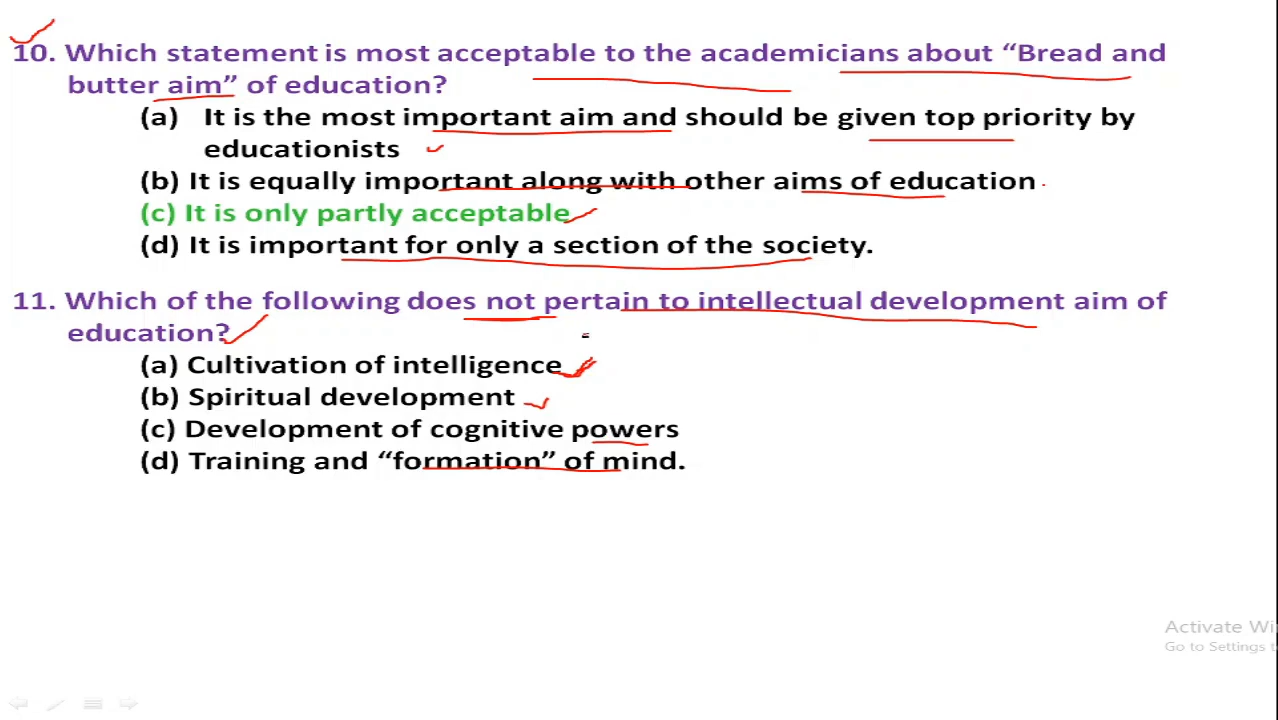 10. Which statement is most acceptable to the academicians about “Bread and
butter aim” of education?
(a) It is the most important aim and should be given top priority by
educationists
(b) It is equally important along with other aims of education
(c) It is only partly acceptable
(d) It is important for only a section of the society.
11. Which of the following does not pertain to intellectual development aim of
education?
(a) Cultivation of intelligence
(b) Spiritual development
(c) Development of cognitive powers
(d) Training and “formation” of mind.
Activate Wi
Go to Settings t